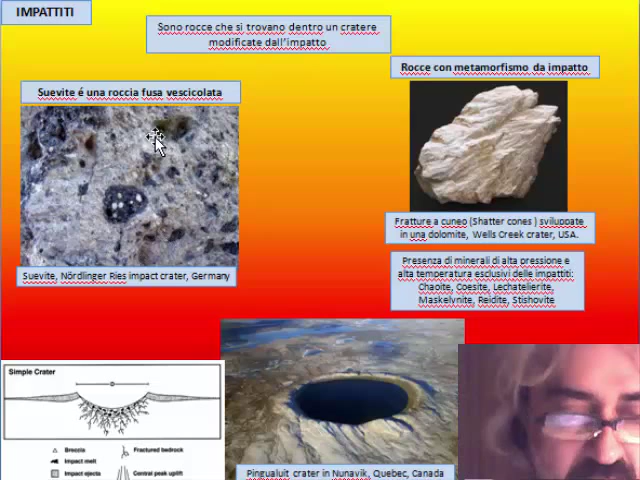 IMPATTITI
Sono rocce che si trovano dentro un cratere
modificate dall'impatto
Rocce con metamorfismo da impatto
Suevite é una roccia fusa vescicolata
Fratture a cuneo (Shatter cones ) sviluppate
in una dolomite, Wells Creek crater, USA.
Suevite, Nördlinger Ries impact crater, Germany
Presenza di minerali di alta pressione e
alta temperatura esclusivi delle impattiti:
Chaoite, Coesite, Lechatelierite,
Maskelvnite, Reidite, Stishovite
Simple Crater
Breccia
Fractured bedrock
Impact melt
Impact ejecta
Central peak uplift
Pingualuit crater in Nunavik, Quebec, Canada